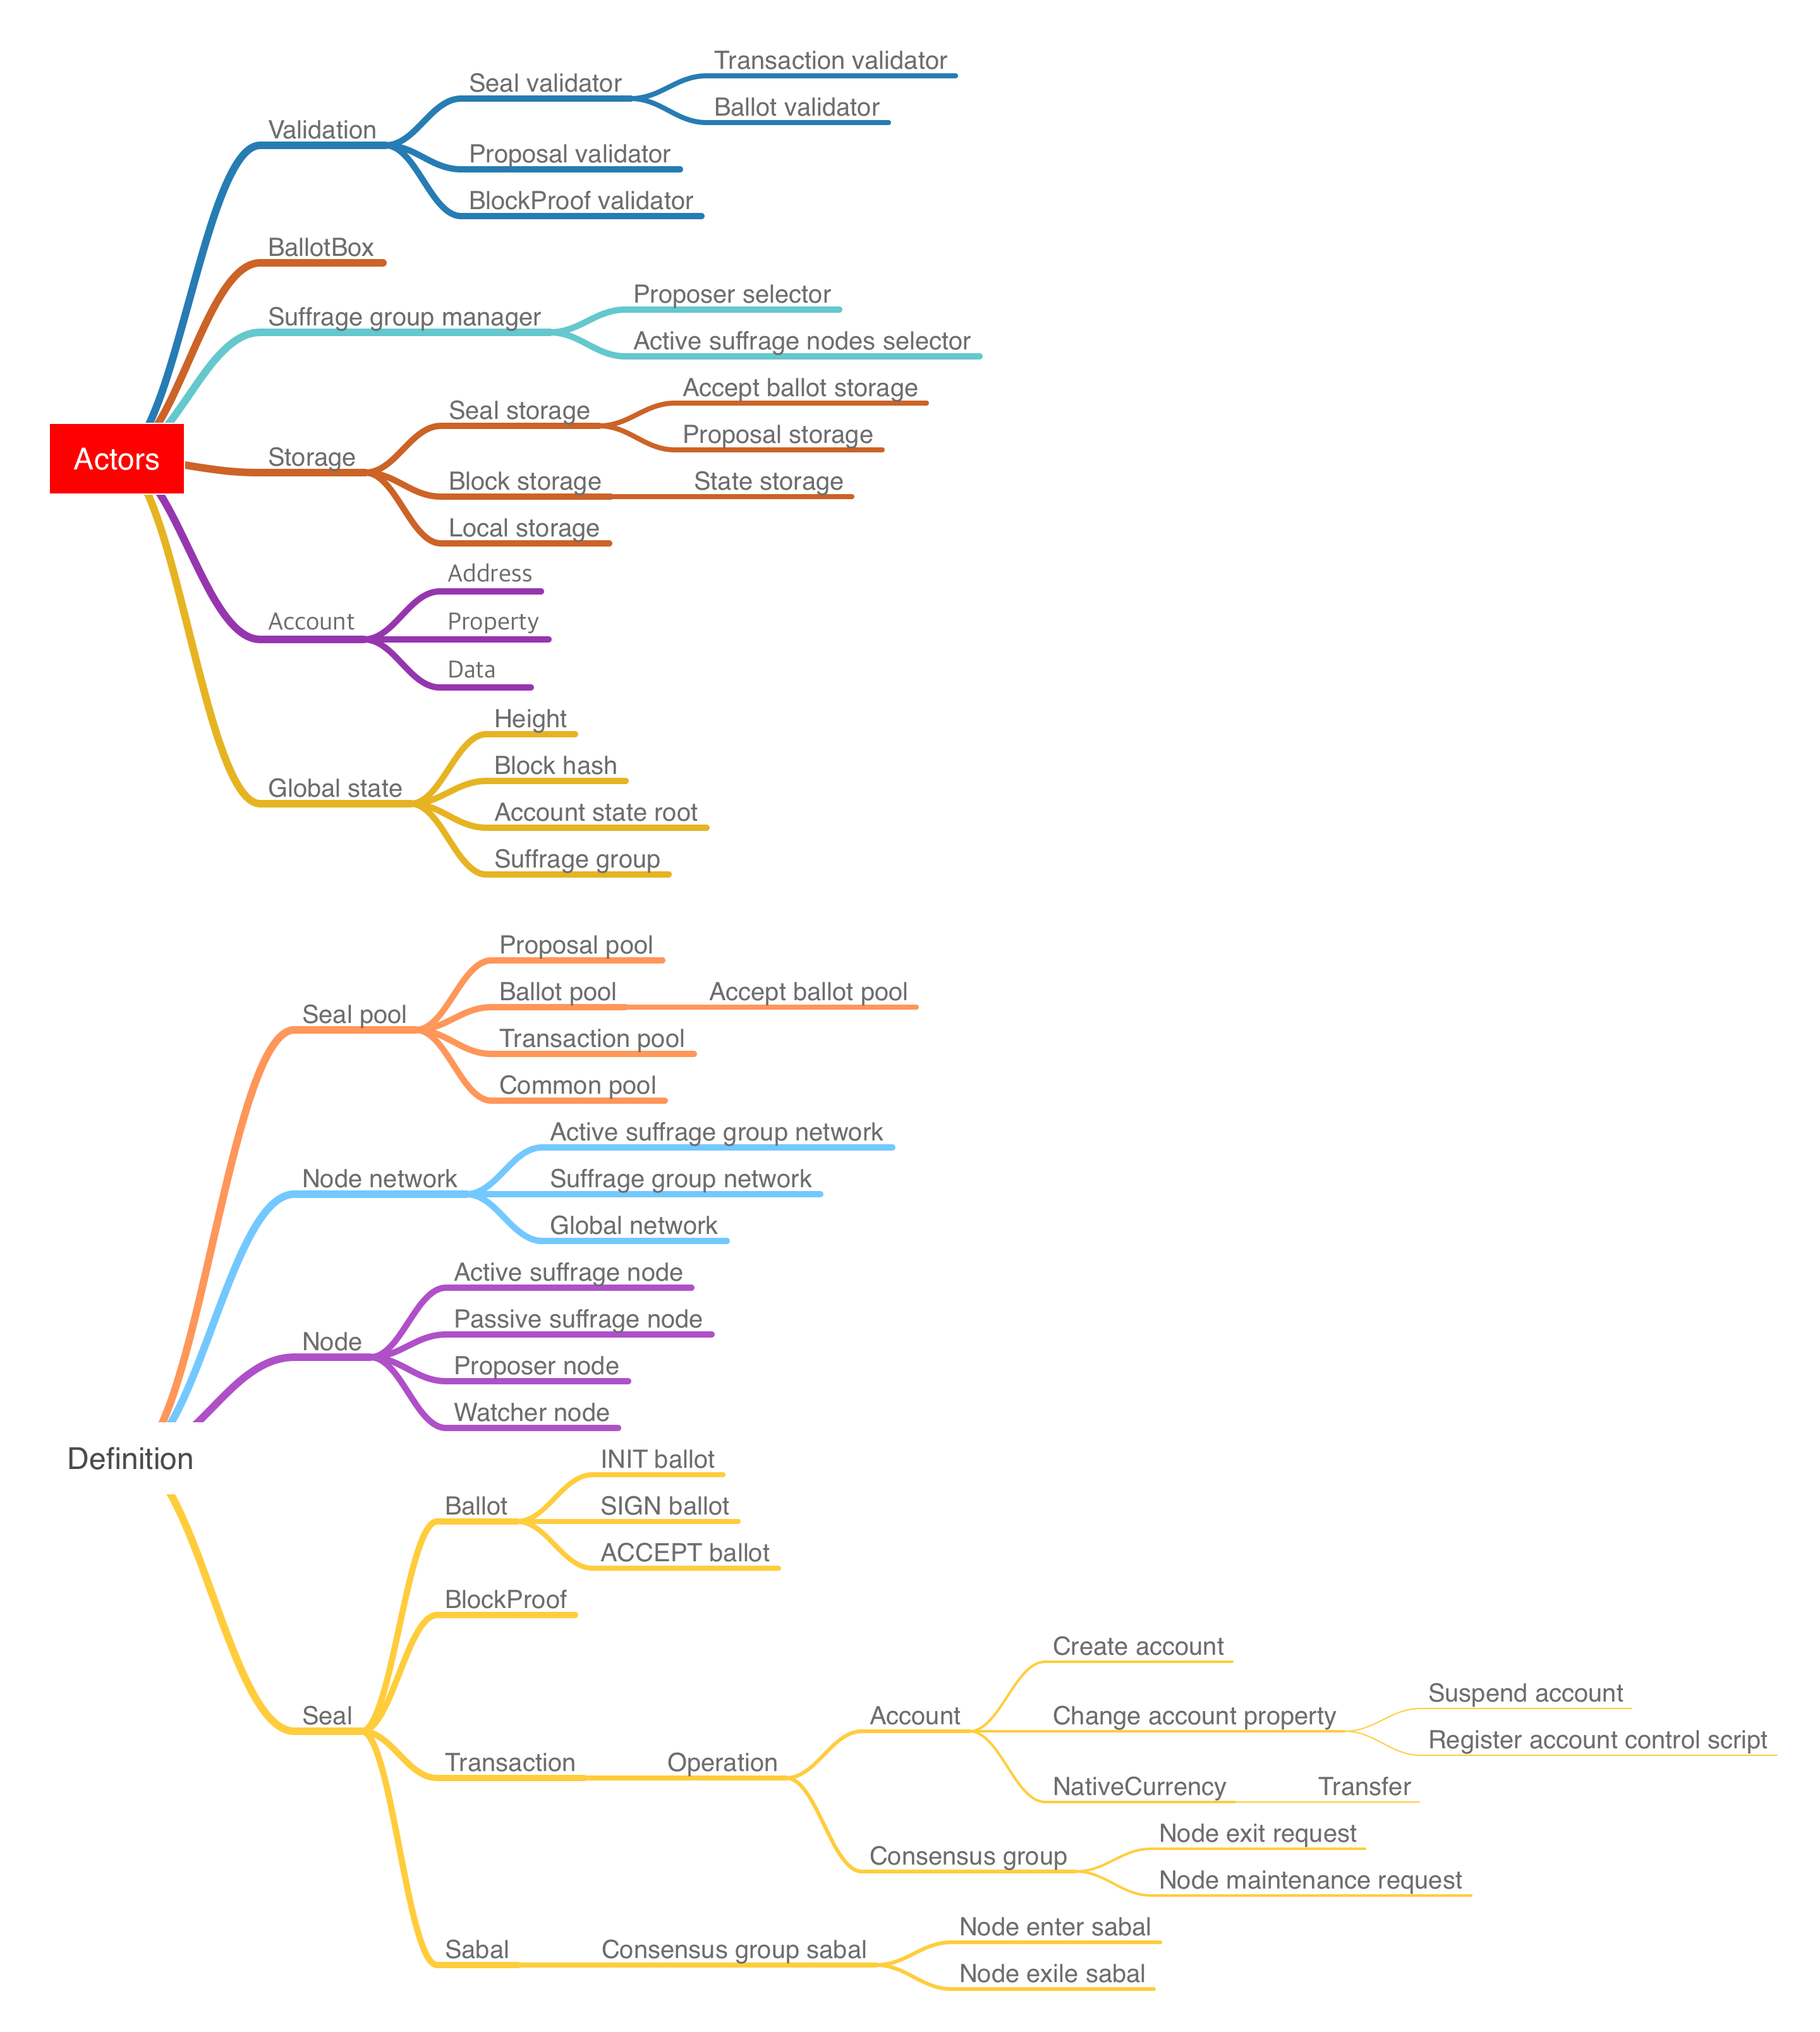 Transaction validator
Seal validator
Ballot validator
Validation
Proposal validator
BlockProof validator
BallotBox
Proposer selector
Suffrage group manager
Active suffrage nodes selector
Accept ballot storage
Seal storage
Proposal storage
Actors
Storage
Block storage
State storage
Local storage
Address
Account
Property
Data
Height
Block hash
Global state
Account state root
Suffrage group
Proposal pool
Ballot pool
Accept ballot pool
Seal pool
Transaction pool
Common pool
Active suffrage group network
Node network
Suffrage group network
Global network
Active suffrage node
Passive suffrage node
Node
Proposer node
Watcher node
Definition
INIT ballot
Ballot
SIGN ballot
ACCEPT ballot
BlockProof
Create account
Suspend account
Seal
Account
Change account property
Register account control script
Transaction
Operation
NativeCurrency
Transfer
Node exit request
Consensus group
Node maintenance request
Node enter sabal
Sabal
Consensus group sabal
Node exile sabal